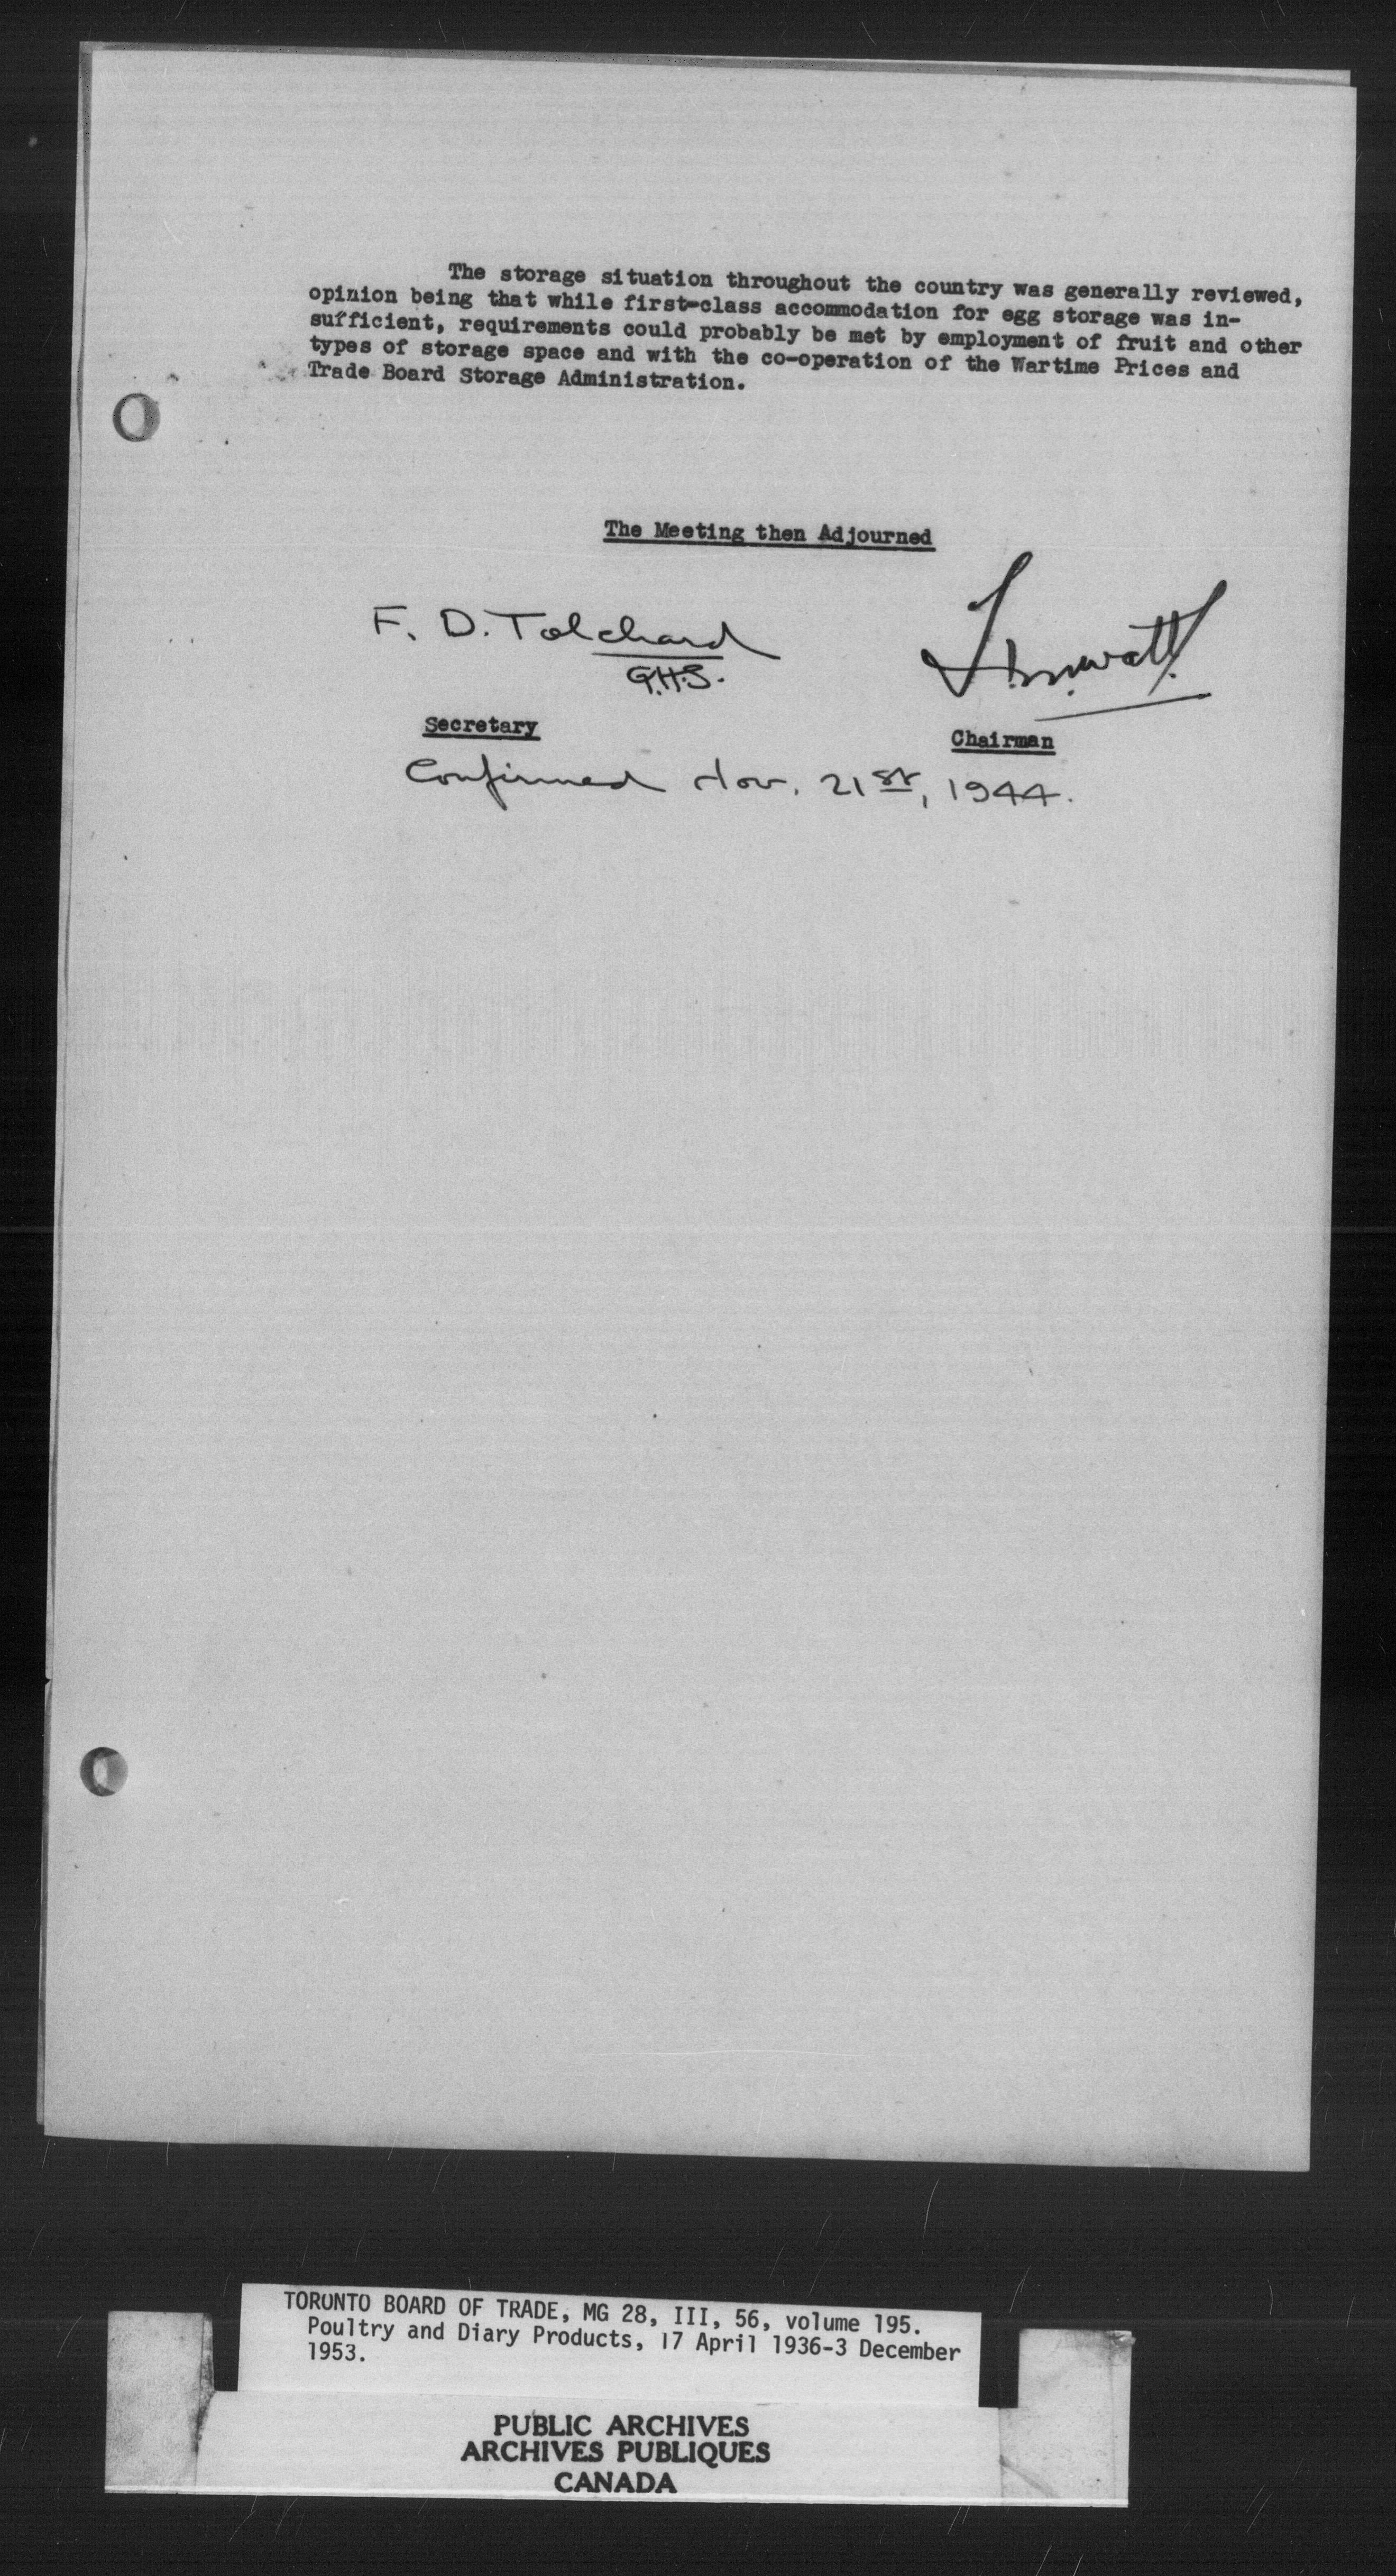 The storage situation throughout the country was generally reviewed,
opinion being that while first-class accommodation for egg storage was in-
sufficient, requirements could probably be met by employment of fruit and other
types of storage space and with the co-operation of the Wartime Prices and
Trade Board Storage Administration.
The Meeting then Adjourned
F. D. Tolchard
G.H.S.
Secretary
Chairman
Confirmed Nov. 21st, 1944.
TORONTO BOARD OF TRADE, MG 28, III, 56, volume 195.
Poultry and Diary Products, 17 April 1936-3 December
1953.
PUBLIC ARCHIVES
ARCHIVES PUBLIQUES
CANADA